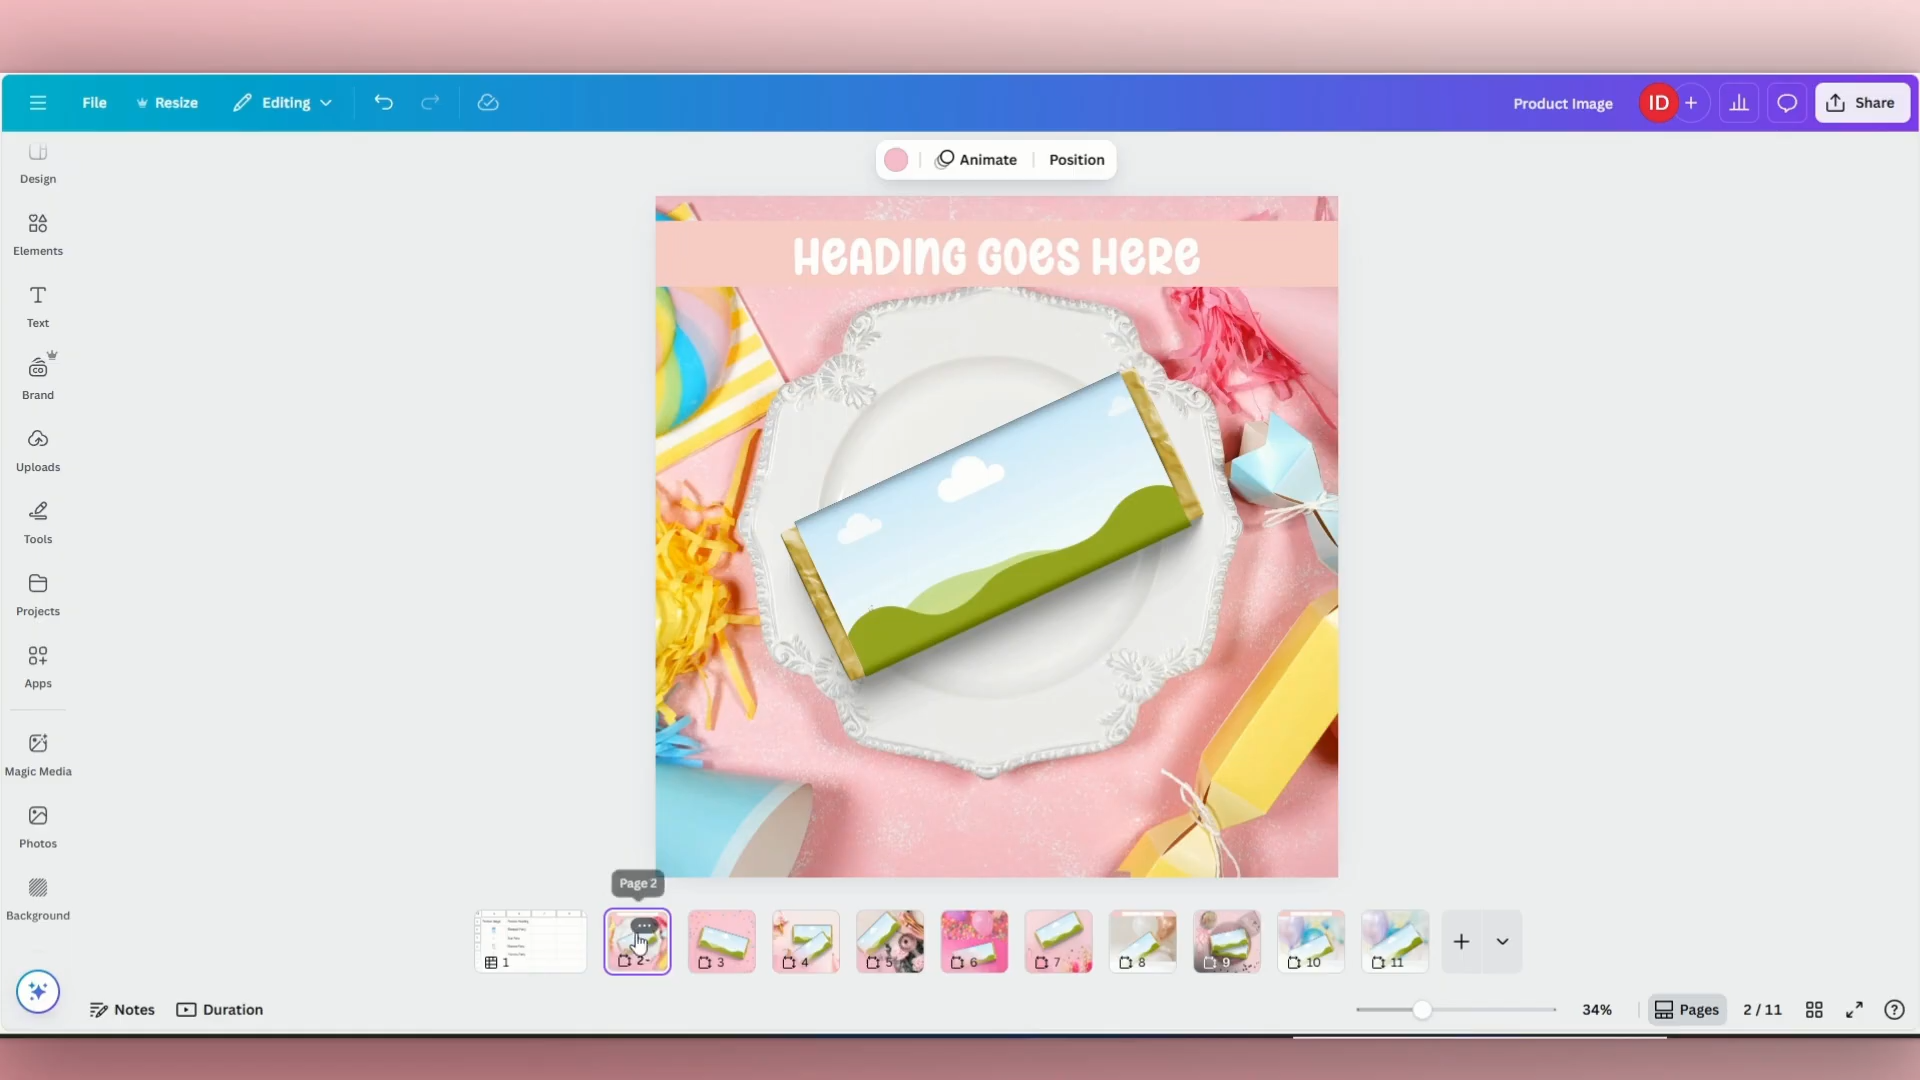 File
Resize
Editing
Product Image
ID
Share
Design
Elements
Text
Brand
Uploads
Tools
Projects
Apps
Magic Media
Photos
Background
Animate
Position
HEADING GOES HERE
Page 2
1
2
3
4
5
6
7
8
9
10
11
Notes
Duration
34%
Pages
2 / 11